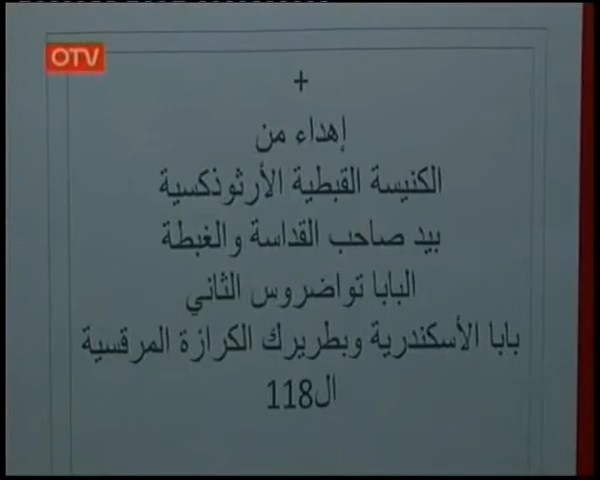 OTV
+
إهداء من
الكنيسة القبطية الأرثوذكسية
بيد صاحب القداسة والغبطة
البابا تواضروس الثاني
بابا الأسكندرية وبطريرك الكرازة المرقسية
ال118